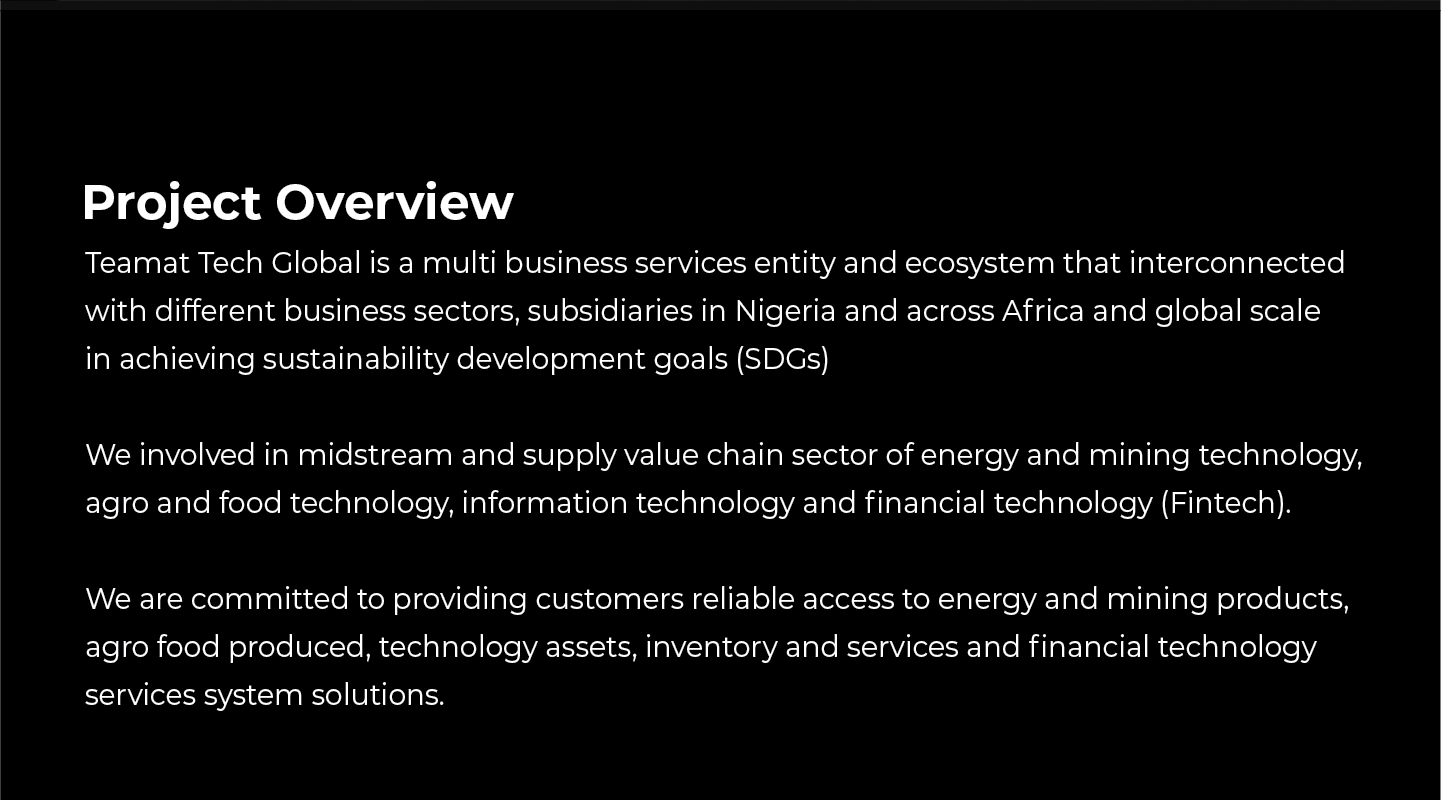 Project Overview
Teamat Tech Global is a multi business services entity and ecosystem that interconnected
with different business sectors, subsidiaries in Nigeria and across Africa and global scale
in achieving sustainability development goals (SDGs)
We involved in midstream and supply value chain sector of energy and mining technology,
agro and food technology, information technology and financial technology (Fintech).
We are committed to providing customers reliable access to energy and mining products,
agro food produced, technology assets, inventory and services and financial technology
services system solutions.